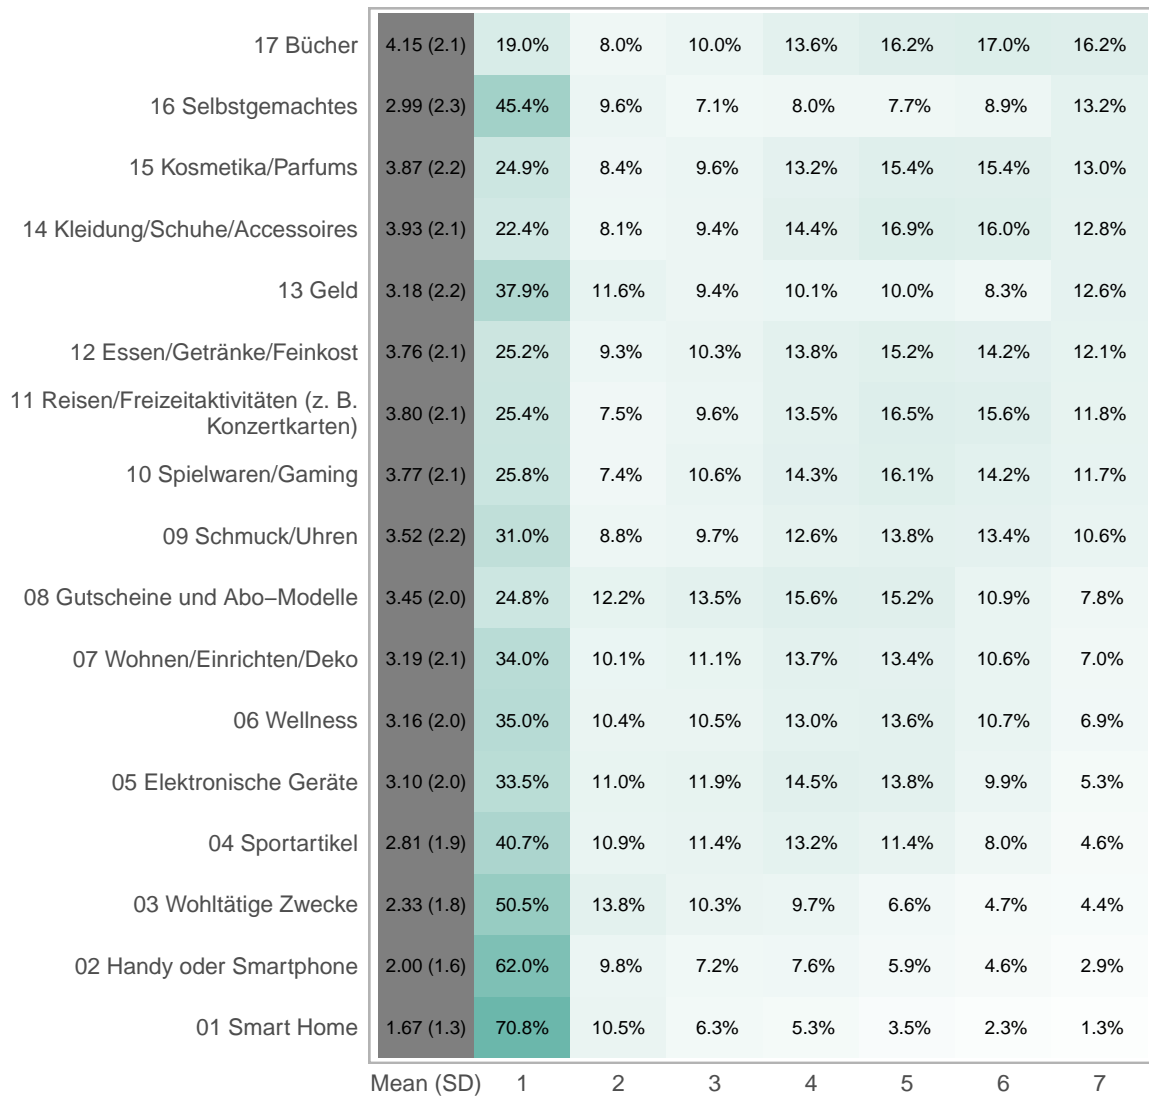 17 Bücher 4.15 (2.1) 19.0% 8.0% 10.0% 13.6% 16.2% 17.0% 16.2%
16 Selbstgemachtes 2.99 (2.3) 45.4% 9.6% 7.1% 8.0% 7.7% 8.9% 13.2%
15 Kosmetika/Parfums 3.87 (2.2) 24.9% 8.4% 9.6% 13.2% 15.4% 15.4% 13.0%
14 Kleidung/Schuhe/Accessoires 3.93 (2.1) 22.4% 8.1% 9.4% 14.4% 16.9% 16.0% 12.8%
13 Geld 3.18 (2.2) 37.9% 11.6% 9.4% 10.1% 10.0% 8.3% 12.6%
12 Essen/Getränke/Feinkost 3.76 (2.1) 25.2% 9.3% 10.3% 13.8% 15.2% 14.2% 12.1%
11 Reisen/Freizeitaktivitäten (z. B.
Konzertkarten) 3.80 (2.1) 25.4% 7.5% 9.6% 13.5% 16.5% 15.6% 11.8%
10 Spielwaren/Gaming 3.77 (2.1) 25.8% 7.4% 10.6% 14.3% 16.1% 14.2% 11.7%
09 Schmuck/Uhren 3.52 (2.2) 31.0% 8.8% 9.7% 12.6% 13.8% 13.4% 10.6%
08 Gutscheine und Abo−Modelle 3.45 (2.0) 24.8% 12.2% 13.5% 15.6% 15.2% 10.9% 7.8%
07 Wohnen/Einrichten/Deko 3.19 (2.1) 34.0% 10.1% 11.1% 13.7% 13.4% 10.6% 7.0%
06 Wellness 3.16 (2.0) 35.0% 10.4% 10.5% 13.0% 13.6% 10.7% 6.9%
05 Elektronische Geräte 3.10 (2.0) 33.5% 11.0% 11.9% 14.5% 13.8% 9.9% 5.3%
04 Sportartikel 2.81 (1.9) 40.7% 10.9% 11.4% 13.2% 11.4% 8.0% 4.6%
03 Wohltätige Zwecke 2.33 (1.8) 50.5% 13.8% 10.3% 9.7% 6.6% 4.7% 4.4%
02 Handy oder Smartphone 2.00 (1.6) 62.0% 9.8% 7.2% 7.6% 5.9% 4.6% 2.9%
01 Smart Home 1.67 (1.3) 70.8% 10.5% 6.3% 5.3% 3.5% 2.3% 1.3%
Mean (SD) 1 2 3 4 5 6 7